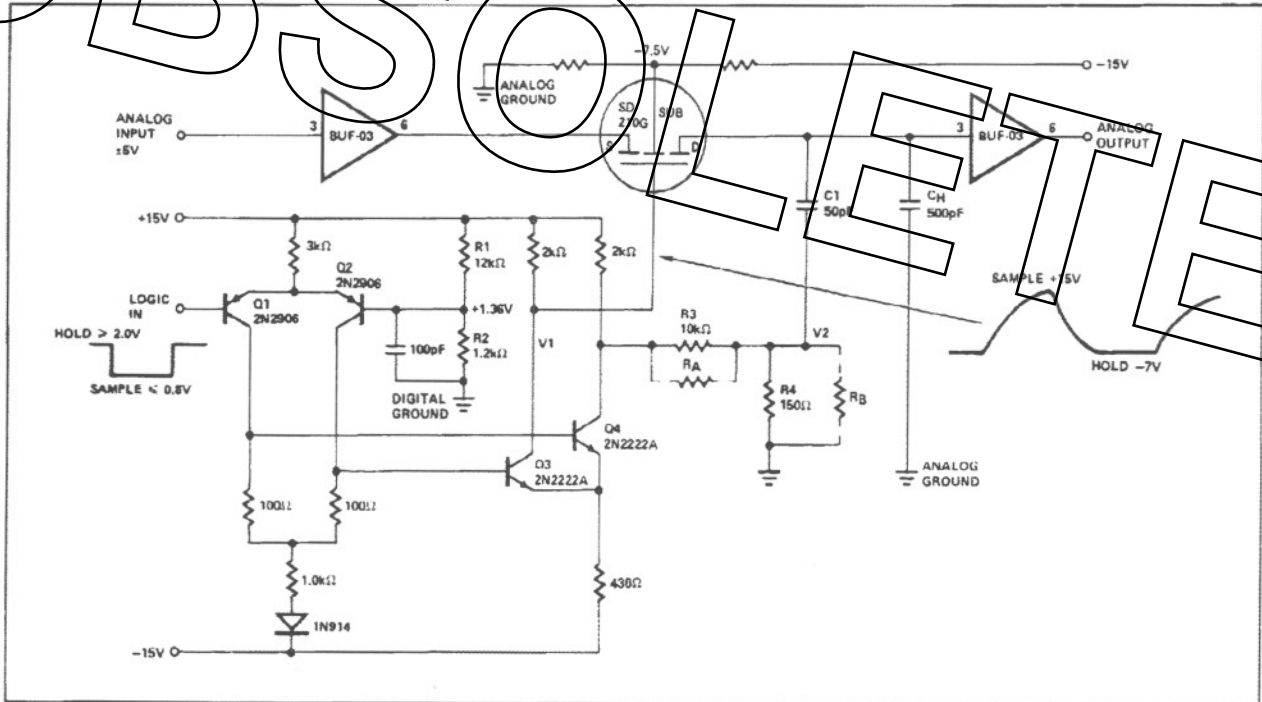 OBSOLETE
-7.5V
-15V
ANALOG
GROUND
SD
210G
SUB
S
D
ANALOG
INPUT
±5V
3
BUF-03
6
3
BUF-03
6
ANALOG
OUTPUT
C1
50pF
CH
500pF
+15V
3kΩ
R1
12kΩ
2kΩ
2kΩ
Q2
2N2906
LOGIC
IN
Q1
2N2906
+1.36V
HOLD > 2.0V
SAMPLE < 0.8V
100pF
R2
1.2kΩ
DIGITAL
GROUND
V1
R3
10kΩ
RA
V2
R4
150Ω
RB
SAMPLE +15V
HOLD -7V
Q4
2N2222A
Q3
2N2222A
ANALOG
GROUND
100Ω
100Ω
1.0kΩ
430Ω
1N914
-15V